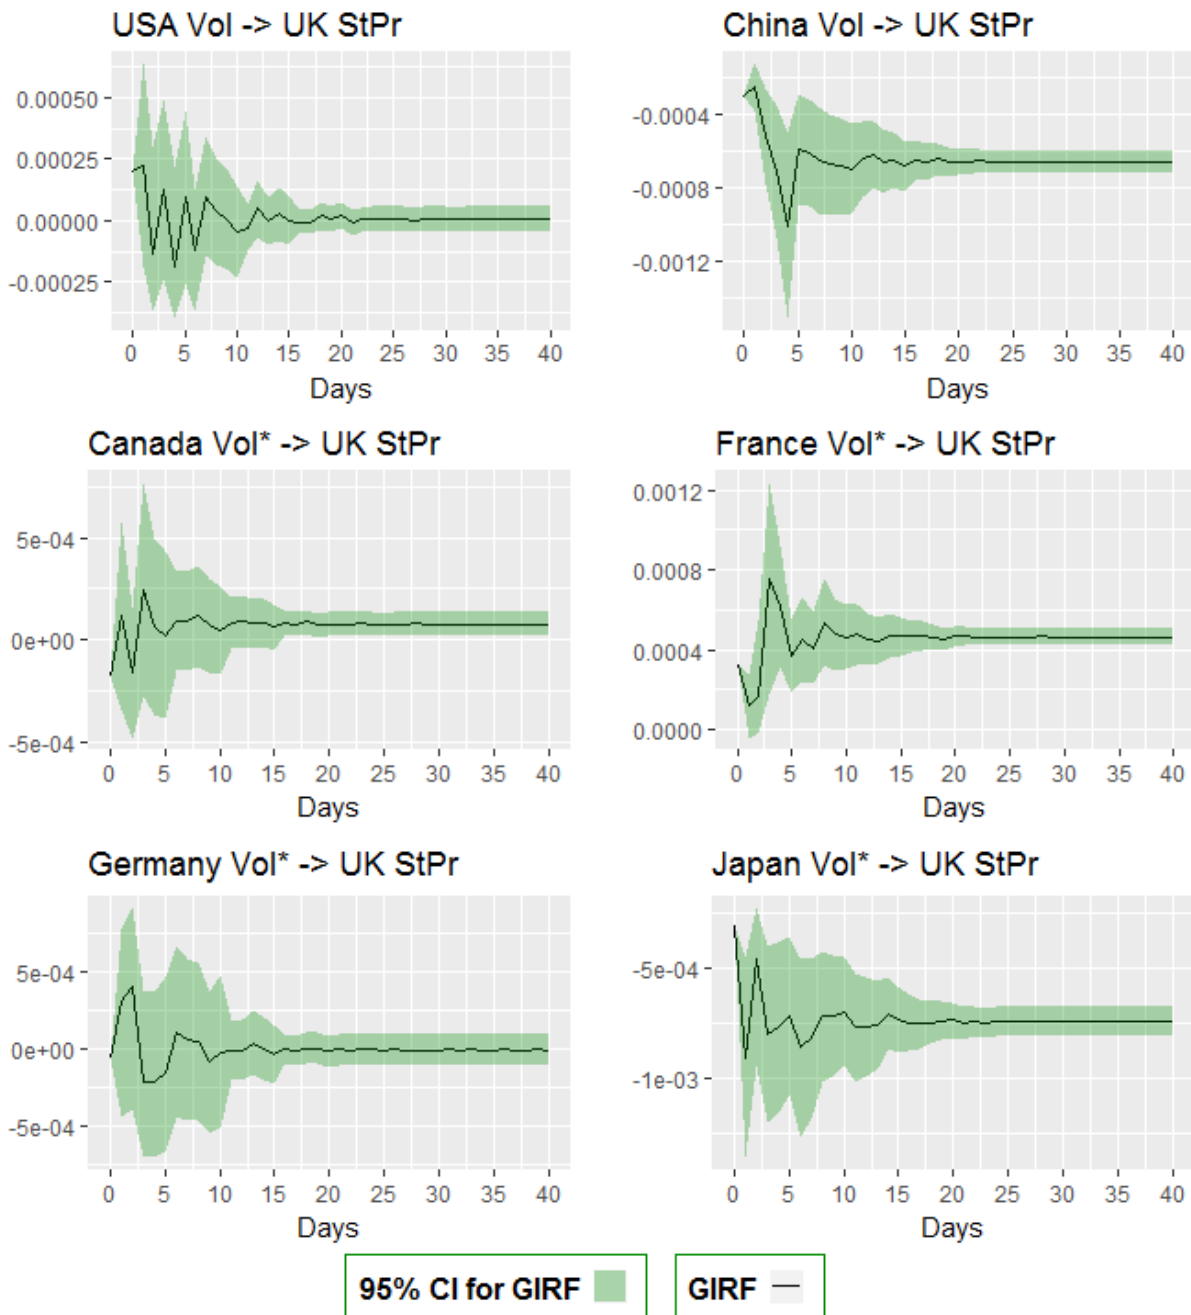 USA Vol -> UK StPr
0.00050
0.00025
0.00000
-0.00025
0 5 10 15 20 25 30 35 40
Days
China Vol -> UK StPr
-0.0004
-0.0008
-0.0012
0 5 10 15 20 25 30 35 40
Days
Canada Vol* -> UK StPr
5e-04
0e+00
-5e-04
0 5 10 15 20 25 30 35 40
Days
France Vol* -> UK StPr
0.0012
0.0008
0.0004
0.0000
0 5 10 15 20 25 30 35 40
Days
Germany Vol* -> UK StPr
5e-04
0e+00
-5e-04
0 5 10 15 20 25 30 35 40
Days
Japan Vol* -> UK StPr
-5e-04
-1e-03
0 5 10 15 20 25 30 35 40
Days
95% CI for GIRF
GIRF